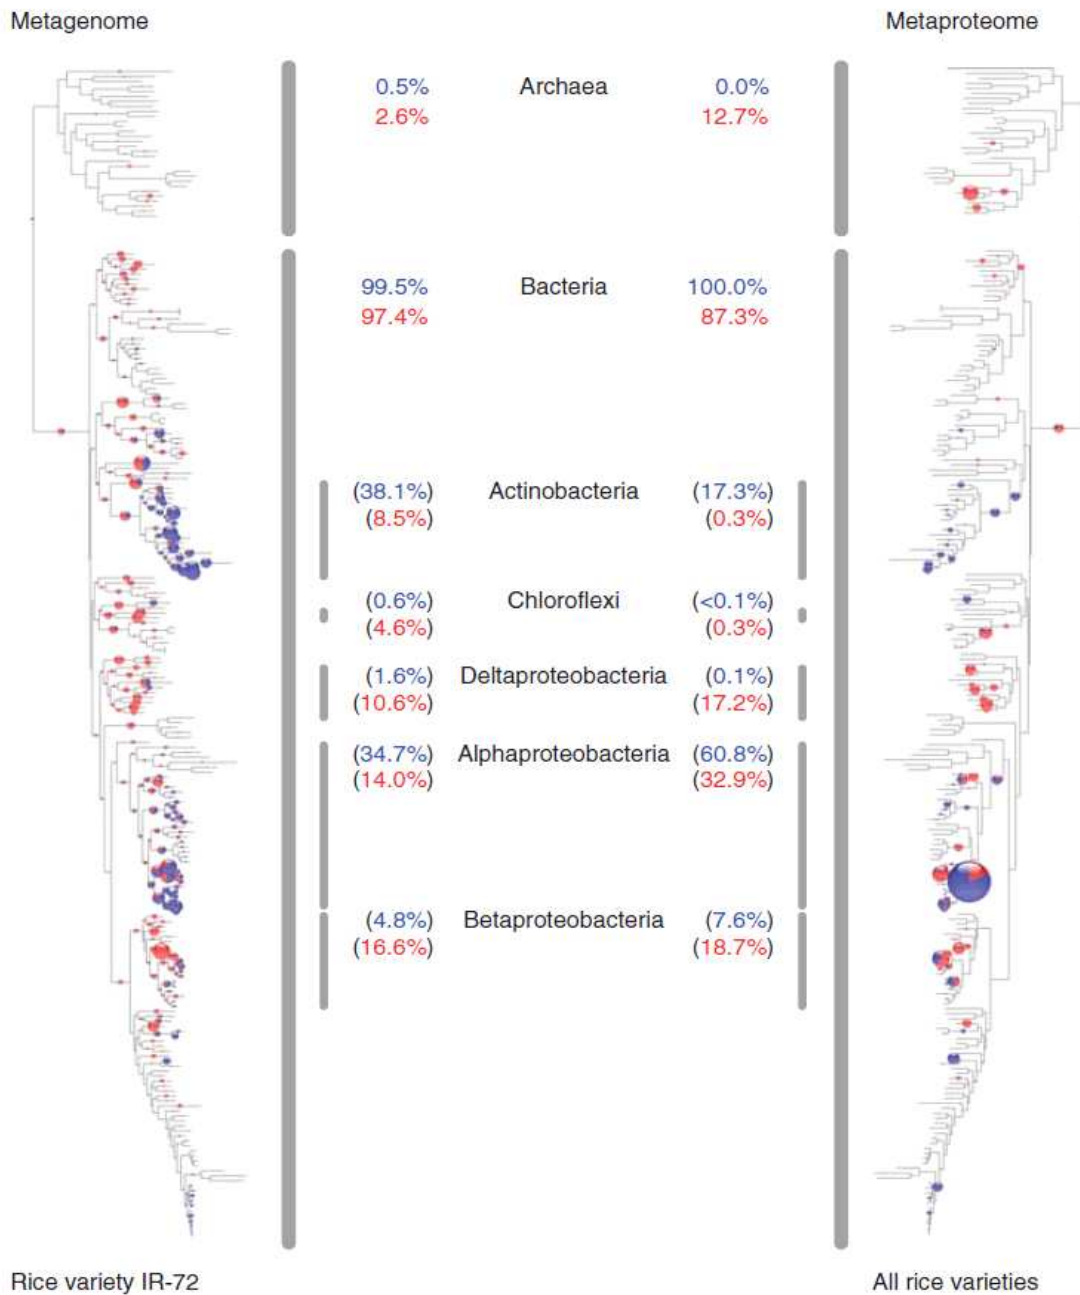 Metagenome Metaproteome
0.5% Archaea 0.0%
2.6% 12.7%
99.5% Bacteria 100.0%
97.4% 87.3%
(38.1%) Actinobacteria (17.3%)
(8.5%) (0.3%)
(0.6%) Chloroflexi (<0.1%)
(4.6%) (0.3%)
(1.6%) Deltaproteobacteria (0.1%)
(10.6%) (17.2%)
(34.7%) Alphaproteobacteria (60.8%)
(14.0%) (32.9%)
(4.8%) Betaproteobacteria (7.6%)
(16.6%) (18.7%)
Rice variety IR-72 All rice varieties